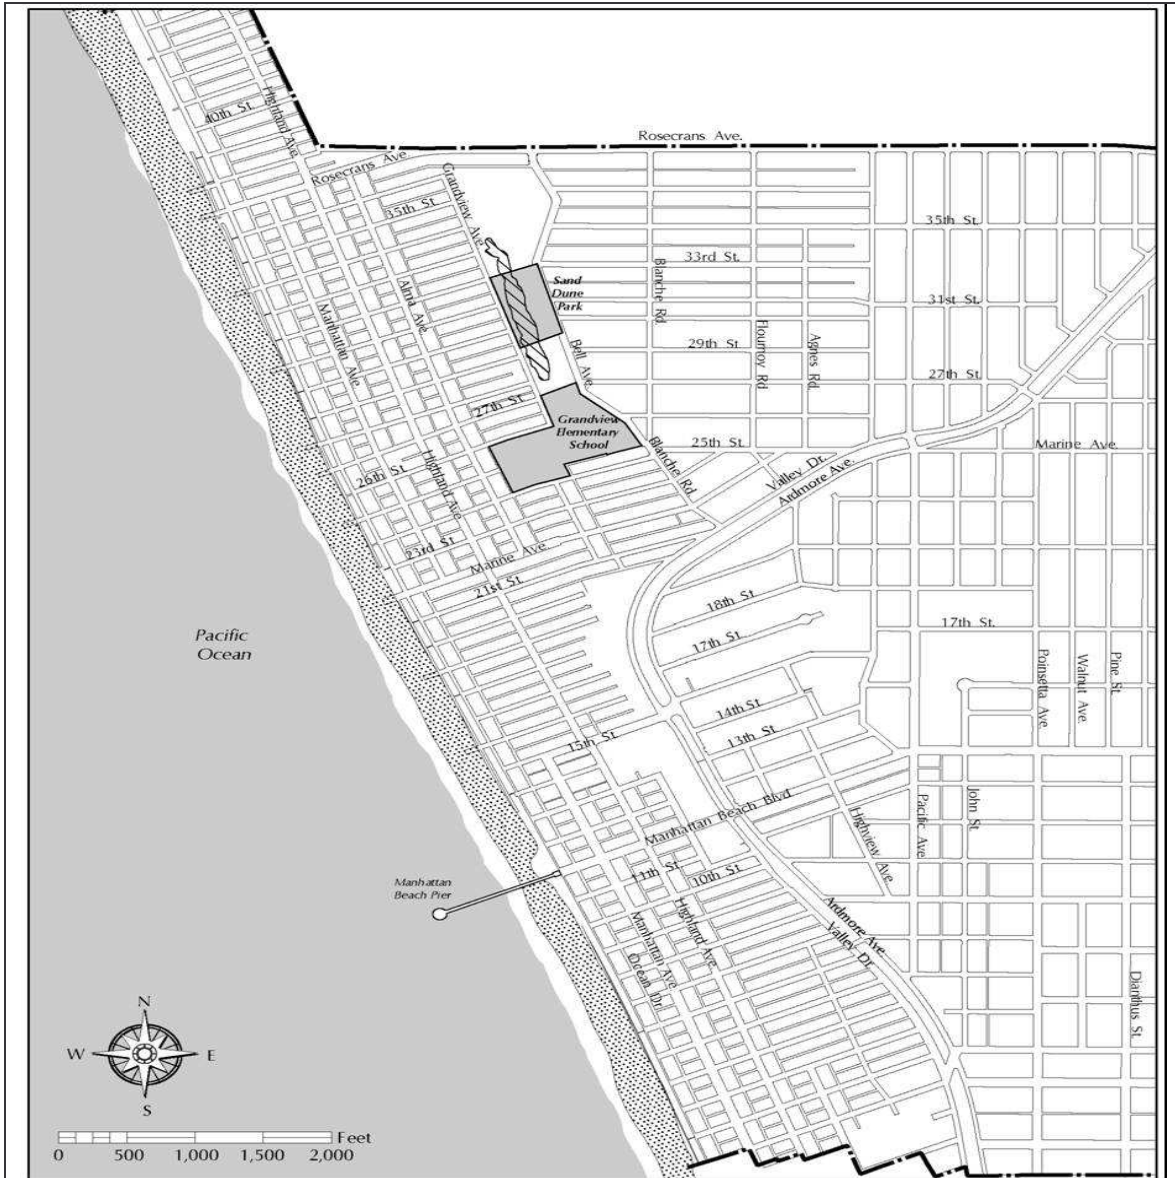 Rosecrans Ave.
40th St.
Highland Ave.
Rosecrans Ave.
Grandview Ave.
35th St.
35th St.
33rd St.
Blanche Rd.
Sand
Dune
Park
Alma Ave.
Manhattan Ave.
31st St.
Flournoy Rd
Agnes Rd.
29th St
Bell Ave.
27th St.
27th St.
Grandview
Elementary
School
25th St.
Marine Ave.
Blanche Rd.
Valley Dr.
Ardmore Ave.
26th St.
Highland Ave.
23rd St.
Marine Ave.
21st St.
18th St.
17th St.
17th St.
Pacific
Ocean
Poinsetta Ave.
Walnut Ave.
Pine St.
14th St.
13th St.
15th St.
Manhattan Beach Blvd
Highview Ave
Pacific Ave
John St.
11th St.
10th St.
Manhattan
Beach Pier
Manhattan Ave.
Highland Ave.
Ocean Dr.
Ardmore Ave.
Valley Dr.
Dianthus St.
N
W
E
S
Feet
0
500
1,000
1,500
2,000